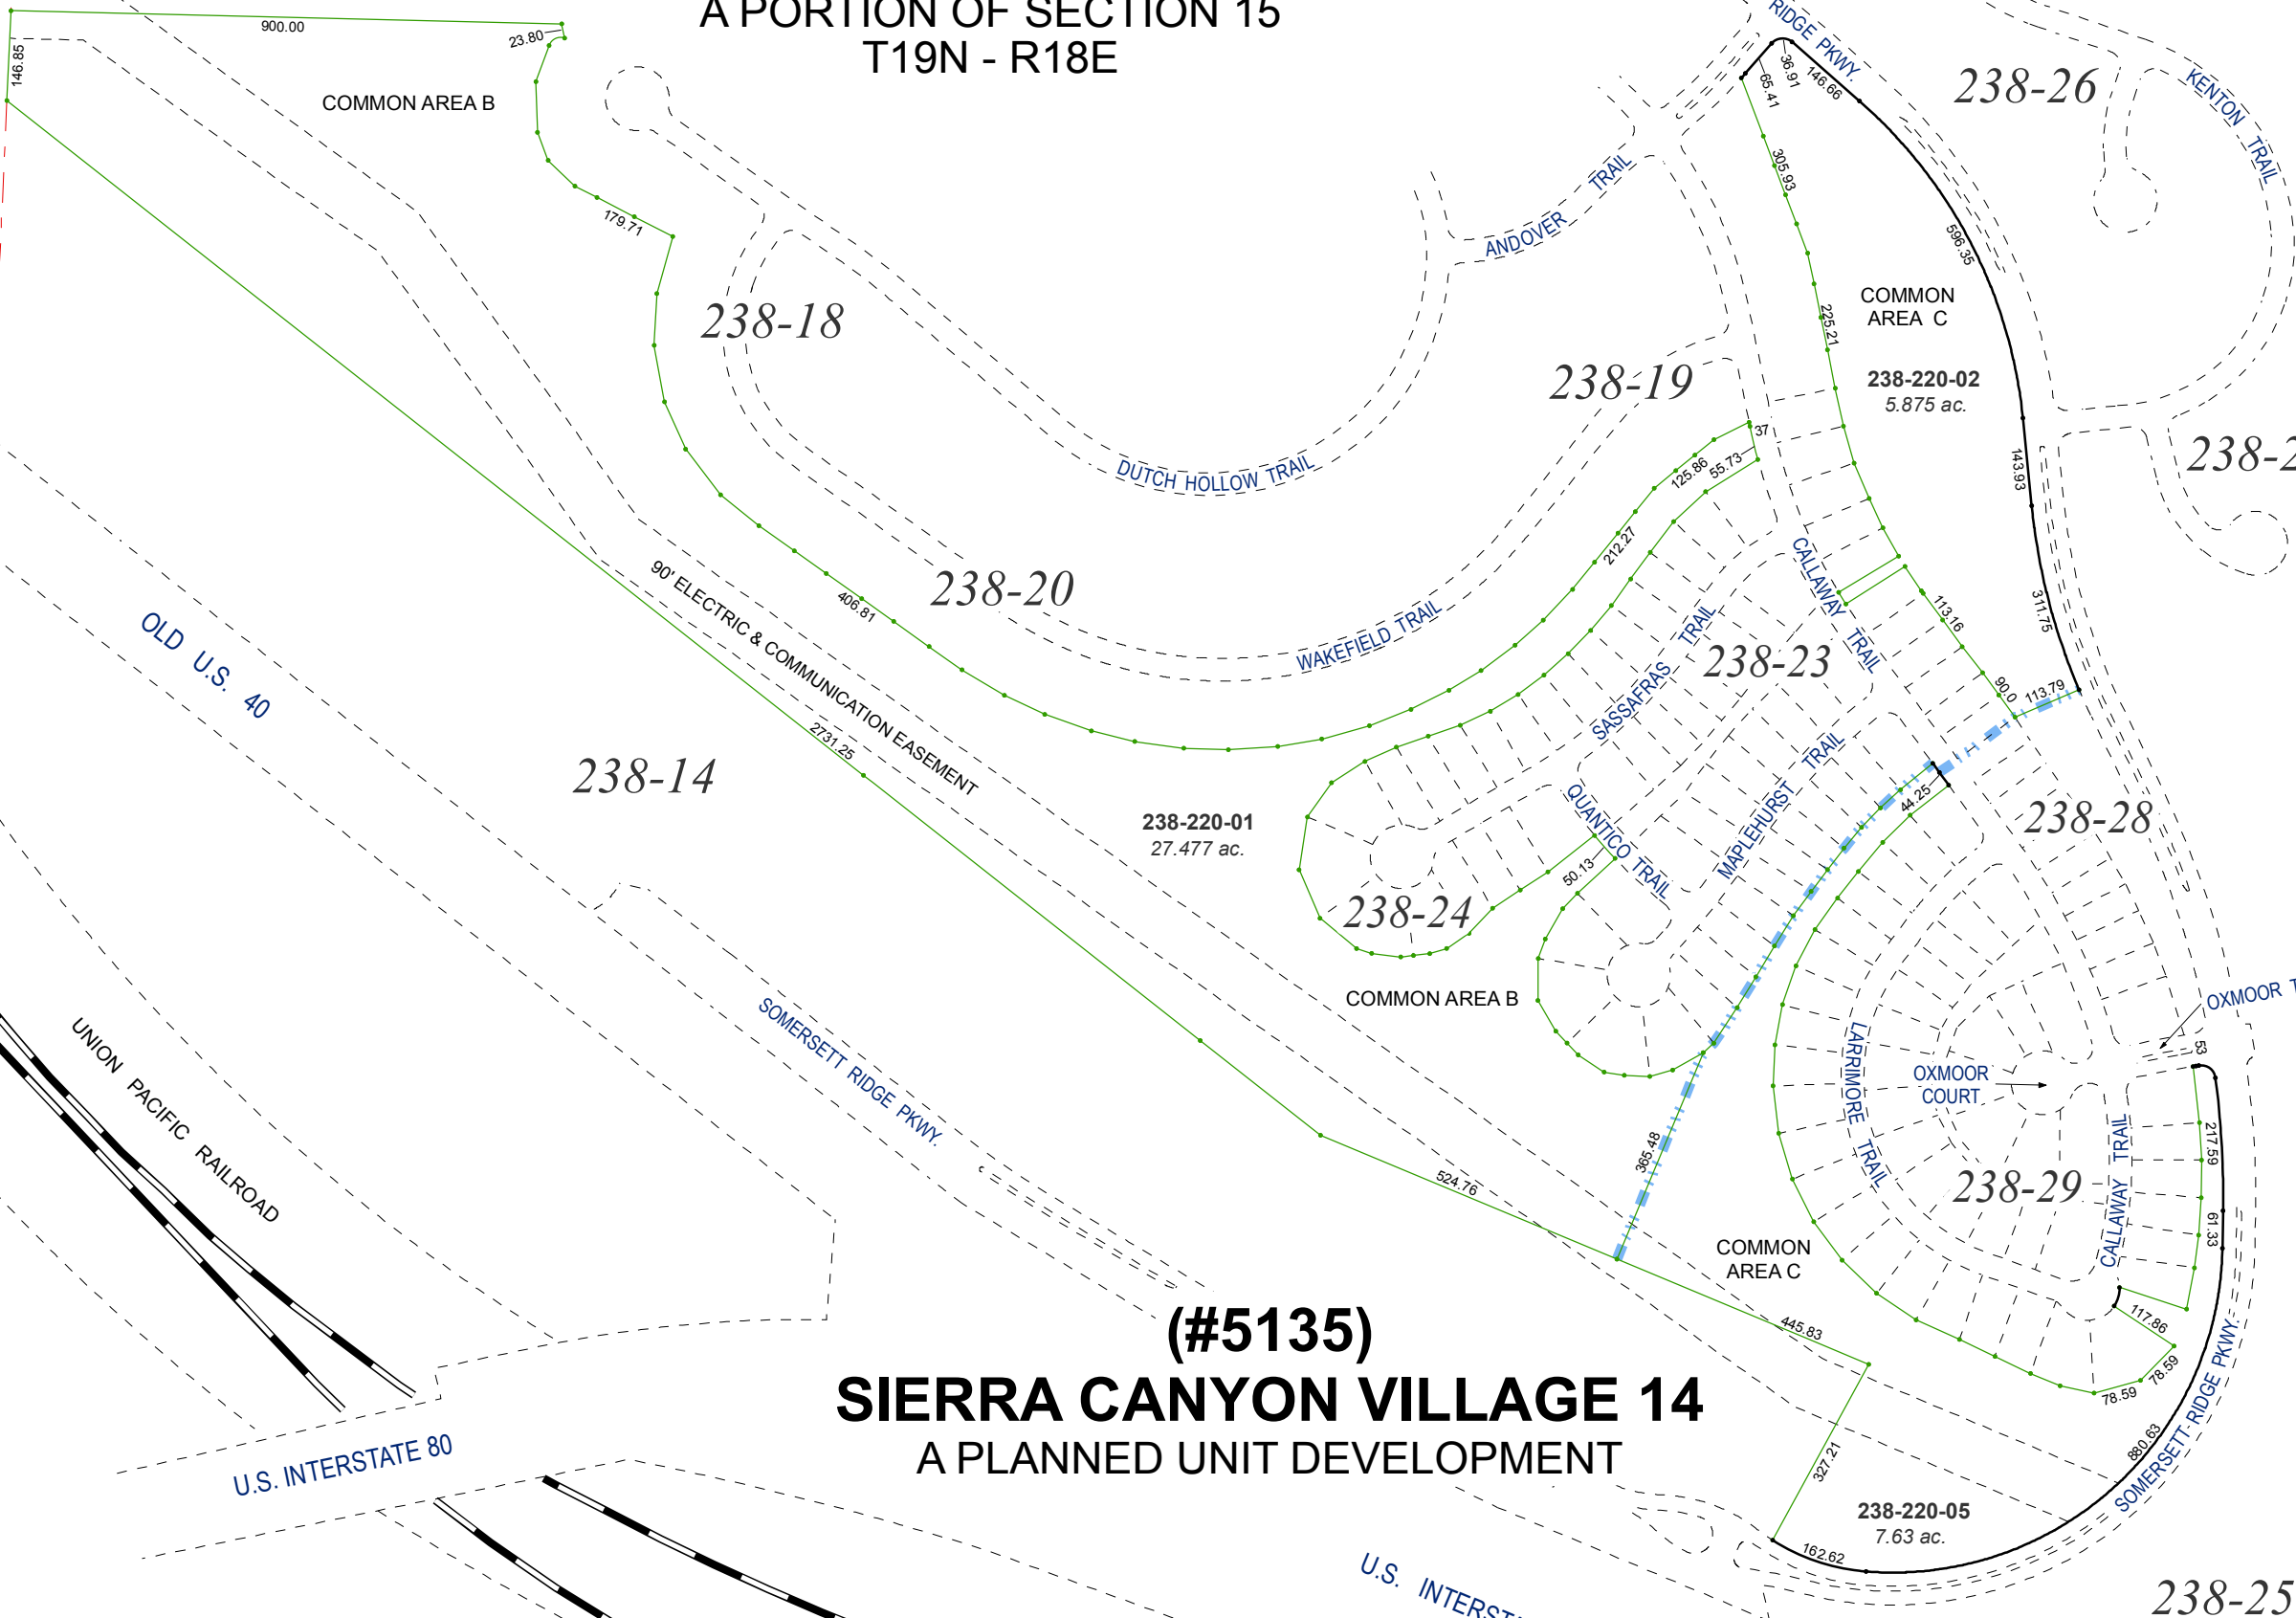 A PORTION OF SECTION 15
T19N - R18E
900.00
23.80
146.85
COMMON AREA B
179.71
RIDGE PKWY.
36.91
65.41
146.66
238-26
KENTON TRAIL
305.93
ANDOVER TRAIL
596.35
COMMON
AREA C
225.21
238-220-02
5.875 ac.
238-18
238-19
37
125.86
55.73
143.93
DUTCH HOLLOW TRAIL
212.27
238-20
406.81
90' ELECTRIC & COMMUNICATION EASEMENT
WAKEFIELD TRAIL
CALLAWAY TRAIL
113.16
311.75
SASSAFRAS TRAIL
238-23
90.0
113.79
OLD U.S. 40
2731.25
238-14
QUANTICO TRAIL
MAPLEHURST TRAIL
44.25
238-28
238-220-01
27.477 ac.
50.13
238-24
COMMON AREA B
SOMERSETT RIDGE PKWY.
UNION PACIFIC RAILROAD
OXMOOR
53
LARRIMORE TRAIL
OXMOOR
COURT
CALLAWAY TRAIL
217.59
61.33
365.48
524.76
238-29
COMMON
AREA C
117.86
78.59
78.59
445.83
(#5135)
SIERRA CANYON VILLAGE 14
A PLANNED UNIT DEVELOPMENT
U.S. INTERSTATE 80
327.21
880.63
SOMERSETT RIDGE PKWY.
238-220-05
7.63 ac.
162.62
U.S.
238-25